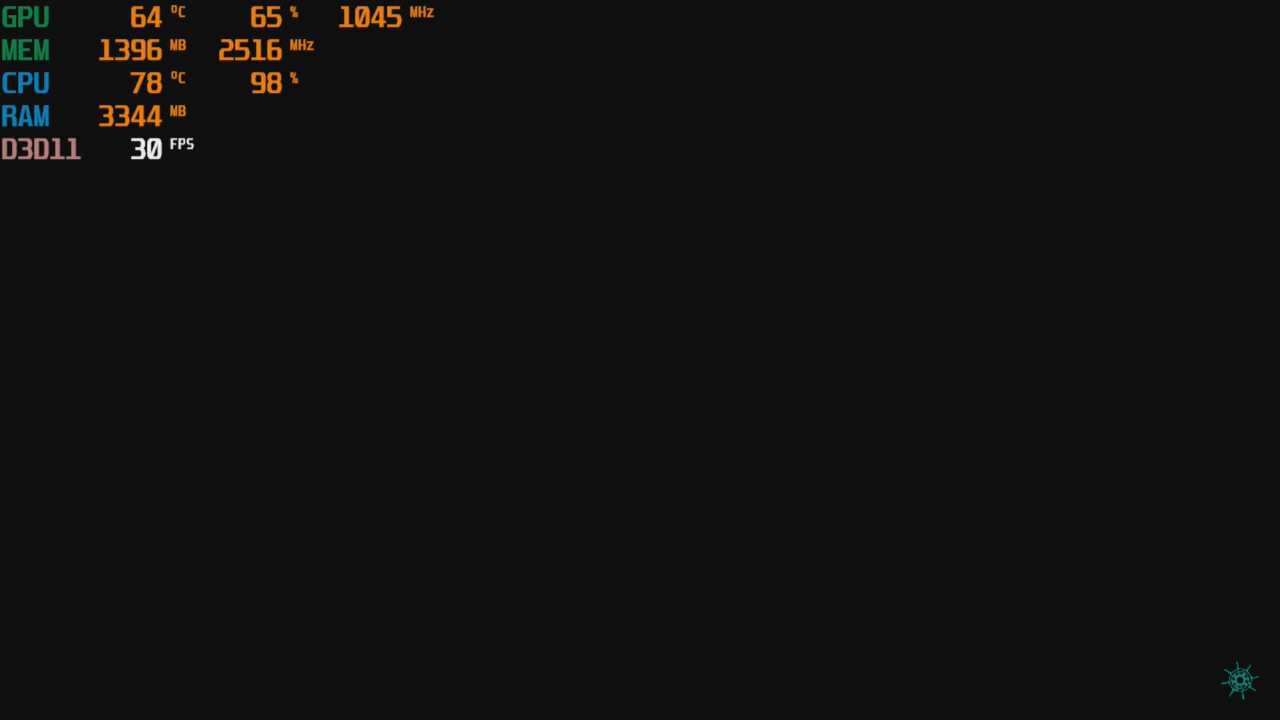 GPU 64 °C 65 % 1045 MHz
MEM 1396 MB 2516 MHz
CPU 78 °C 98 %
RAM 3344 MB
D3D11 30 FPS